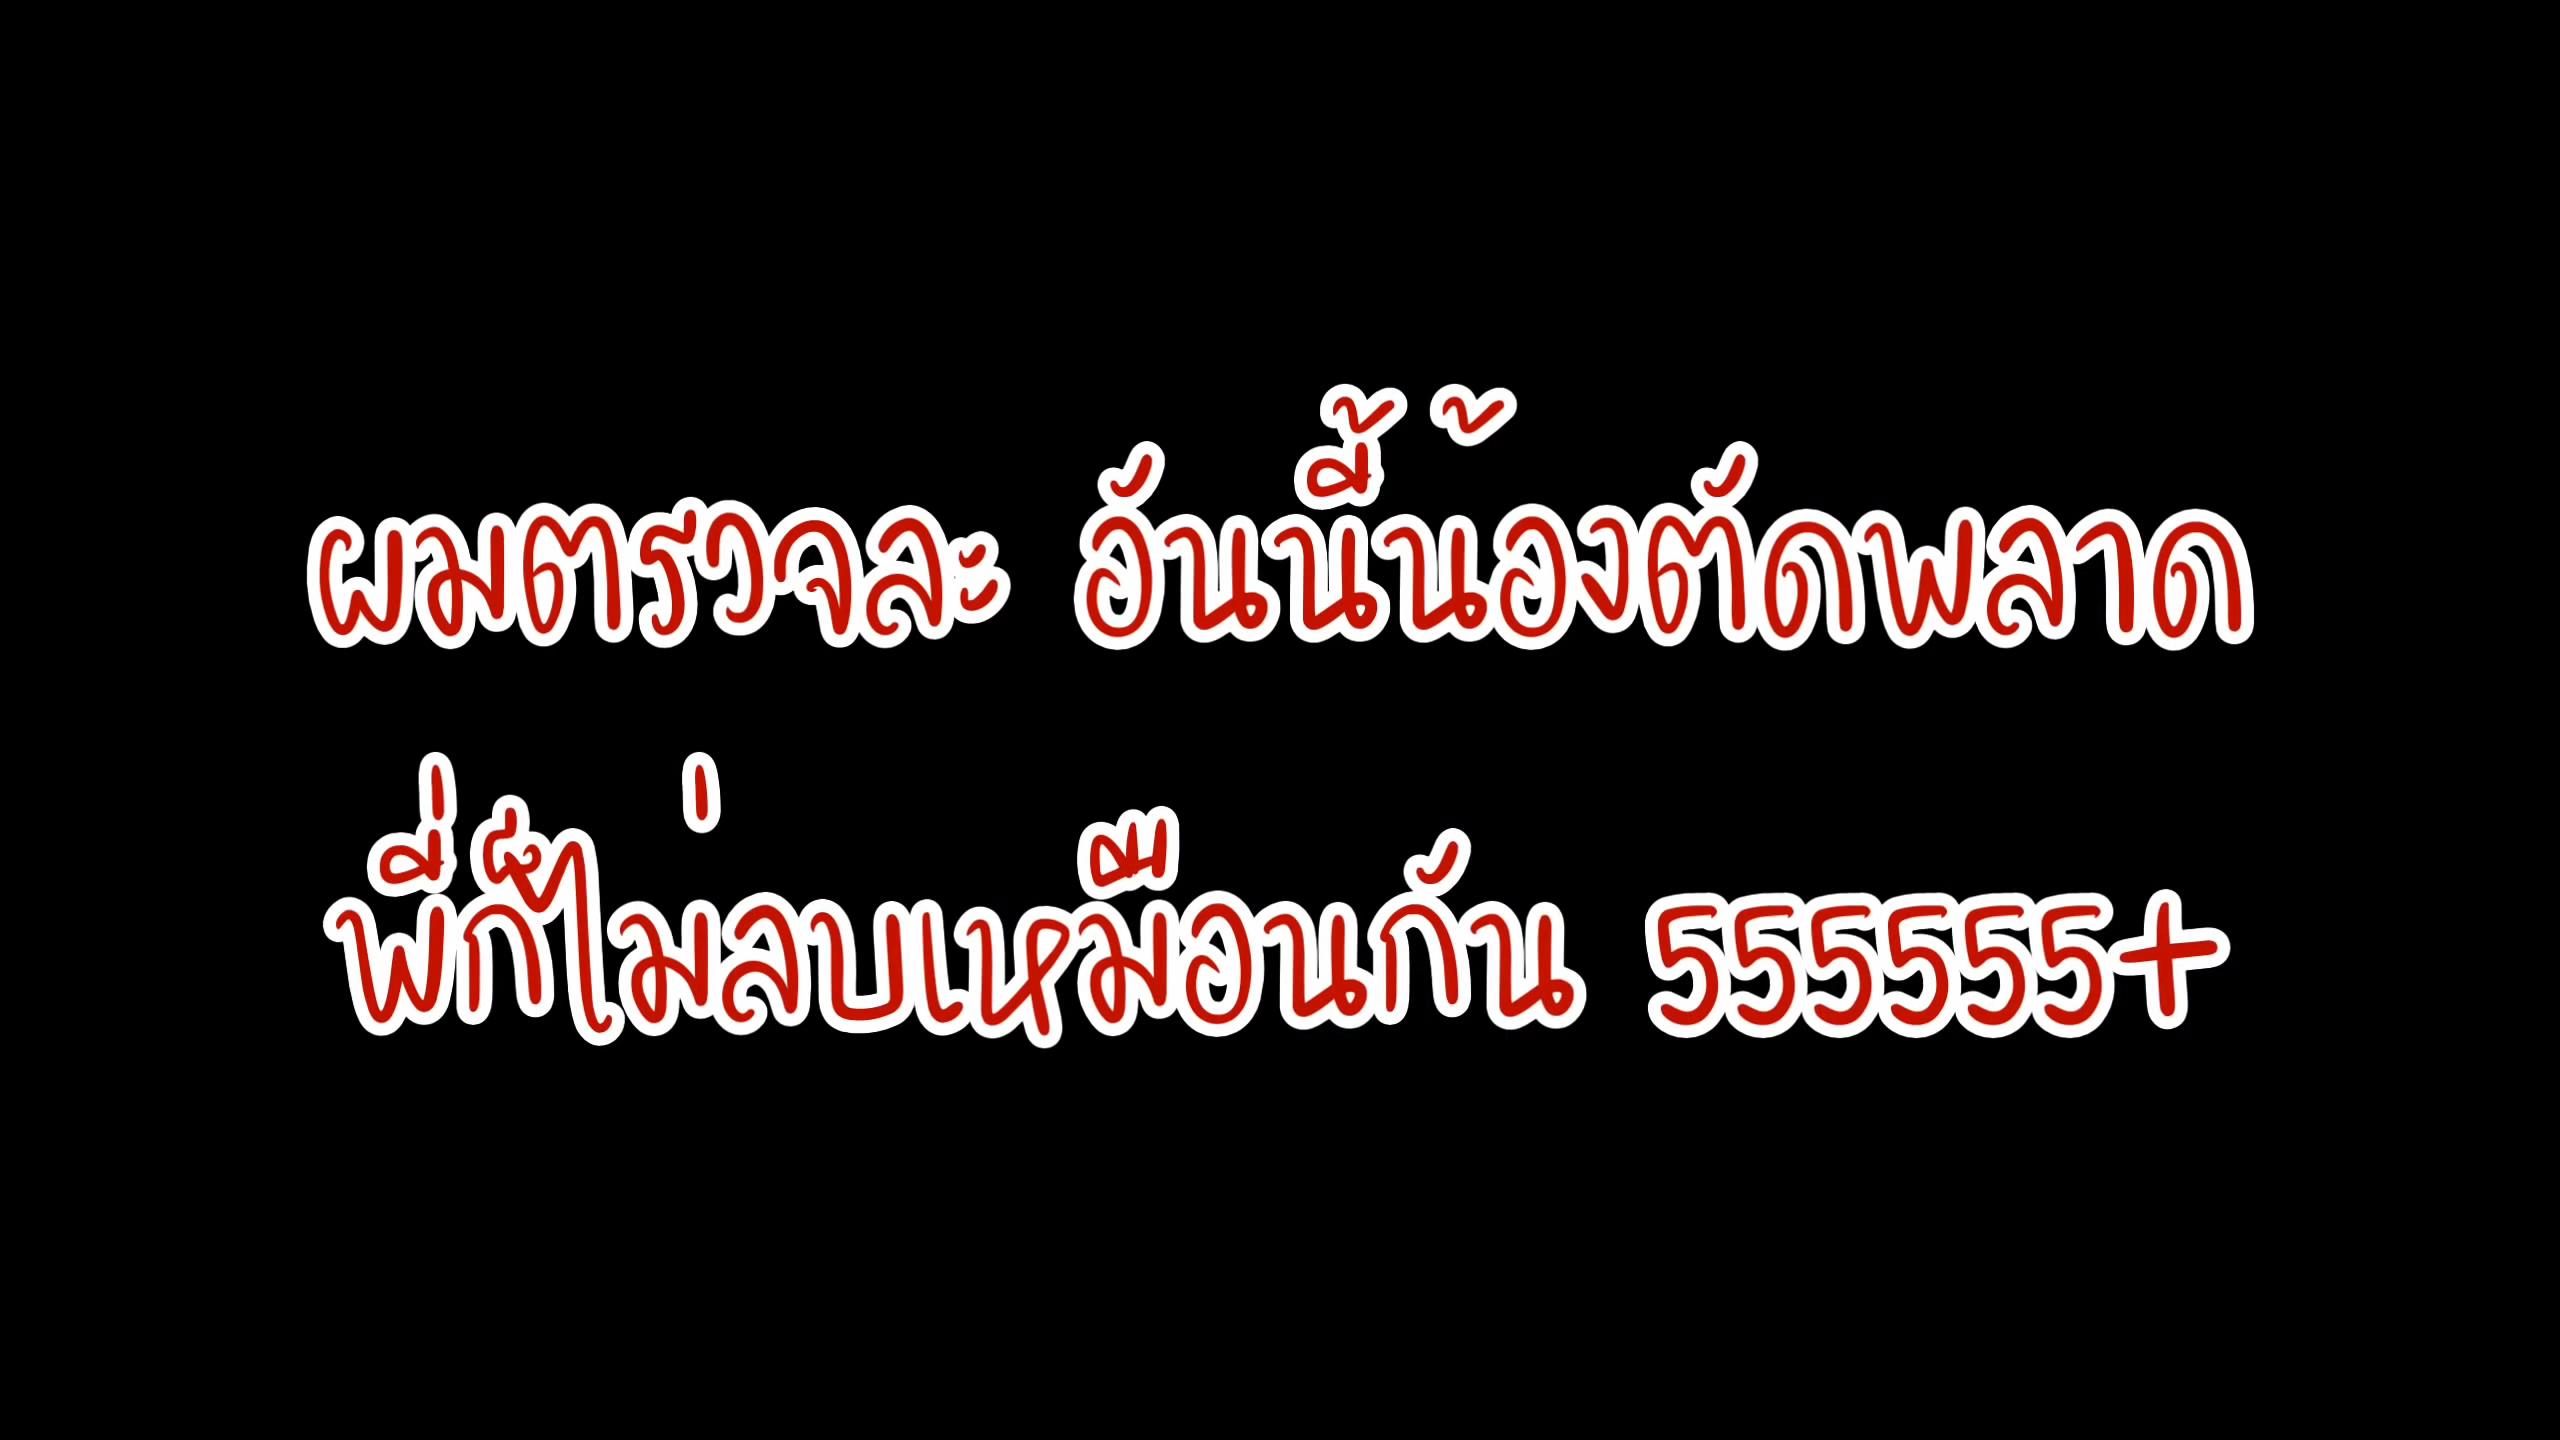 ผมตรวจละ อันนี้น้องตัดพลาด
พี่ก็ไม่ลบเหมือนกัน 555555+